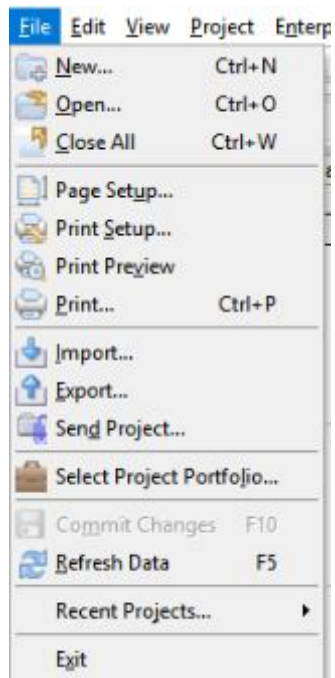 File Edit View Project Enterp
New... Ctrl+N
Open... Ctrl+O
Close All Ctrl+W
Page Setup...
Print Setup...
Print Preview
Print... Ctrl+P
Import...
Export...
Send Project...
Select Project Portfolio...
Commit Changes F10
Refresh Data F5
Recent Projects...
Exit